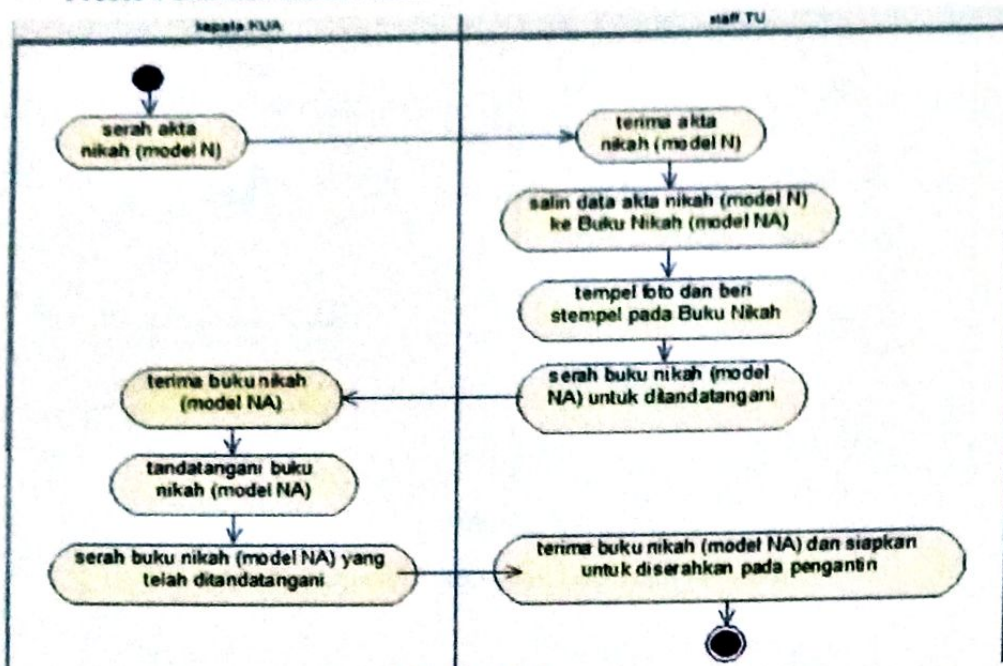 kepala KUA
staff TU
serah akta
nikah (model N)
terima akta
nikah (model N)
salin data akta nikah (model N)
ke Buku Nikah (model NA)
tempel foto dan beri
stempel pada Buku Nikah
serah buku nikah (model
NA) untuk ditandatangani
terima buku nikah
(model NA)
tandatangani buku
nikah (model NA)
serah buku nikah (model NA) yang
telah ditandatangani
terima buku nikah (model NA) dan siapkan
untuk diserahkan pada pengantin